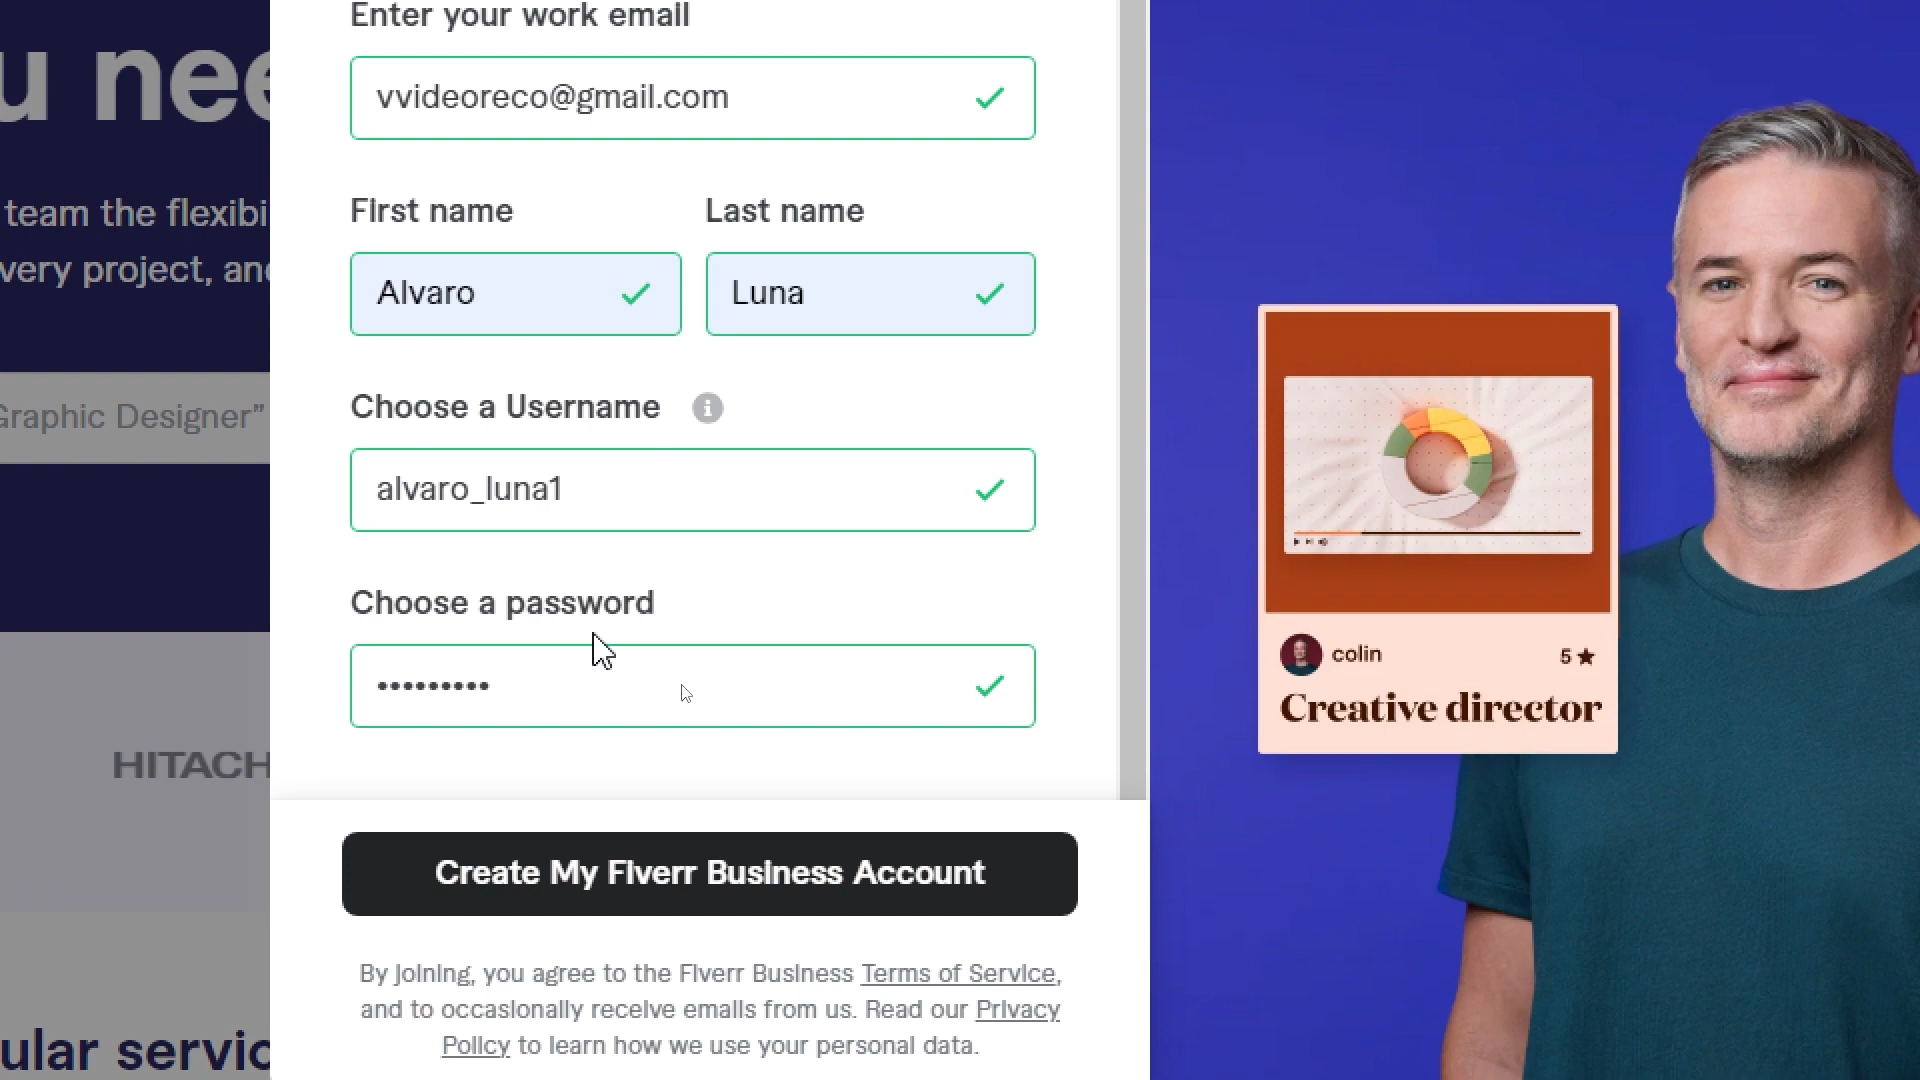 Enter your work email
u nee
vvideoreco@gmail.com
team the flexibi
First name
Last name
very project, and
Alvaro
Luna
Graphic Designer”
Choose a Username
alvaro_luna1
Choose a password
•••••••••
colin
5 ★
Creative director
HITACH
Create My Fiverr Business Account
By joining, you agree to the Fiverr Business Terms of Service,
and to occasionally receive emails from us. Read our Privacy
Policy to learn how we use your personal data.
ular servic